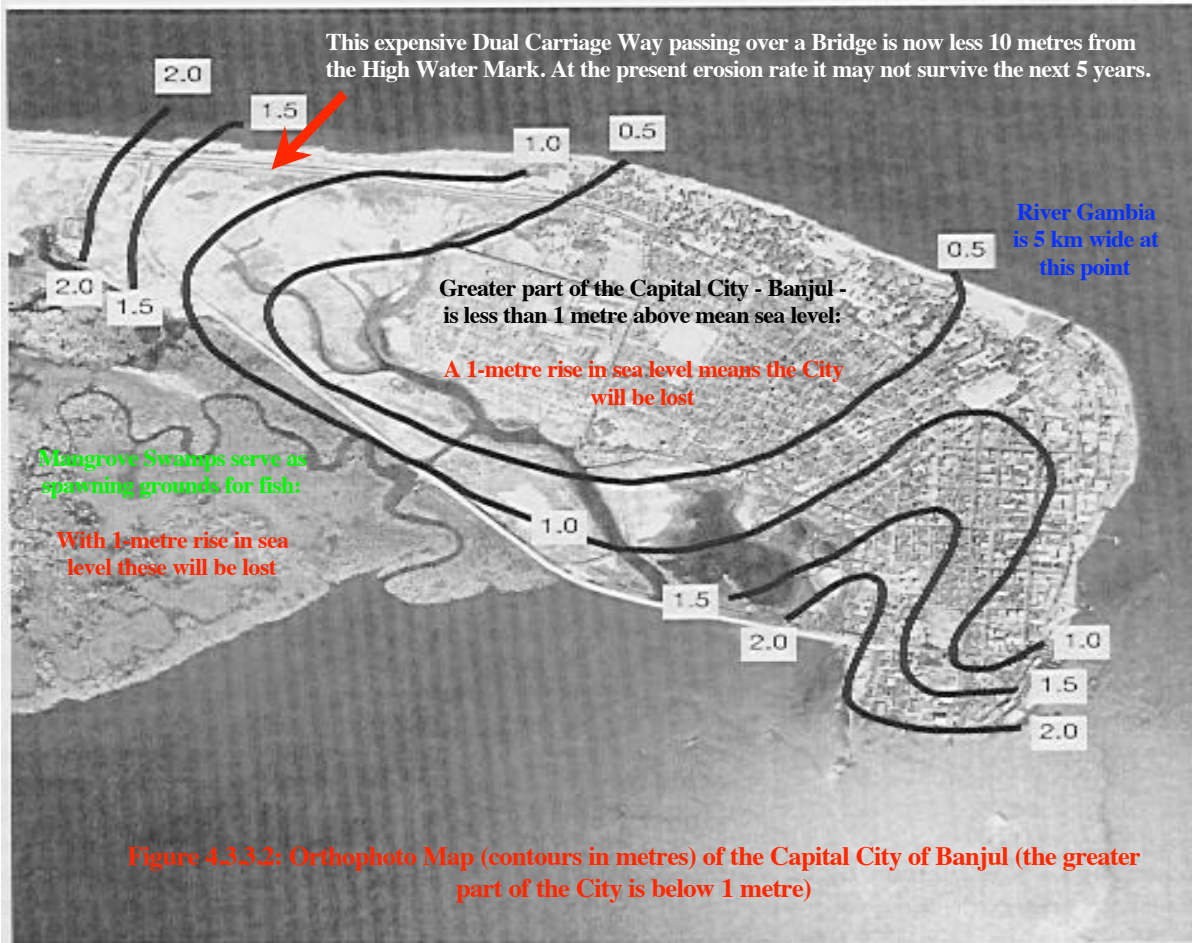 This expensive Dual Carriage Way passing over a Bridge is now less 10 metres from
the High Water Mark. At the present erosion rate it may not survive the next 5 years.
2.0
1.5
1.0
0.5
River Gambia
is 5 km wide at
this point
0.5
2.0
1.5
Greater part of the Capital City - Banjul -
is less than 1 metre above mean sea level:
A 1-metre rise in sea level means the City
will be lost
Mangrove Swamps serve as
spawning grounds for fish:
With 1-metre rise in sea
level these will be lost
1.0
1.5
2.0
1.0
1.5
2.0
Figure 4.3.3.2: Orthophoto Map (contours in metres) of the Capital City of Banjul (the greater
part of the City is below 1 metre)